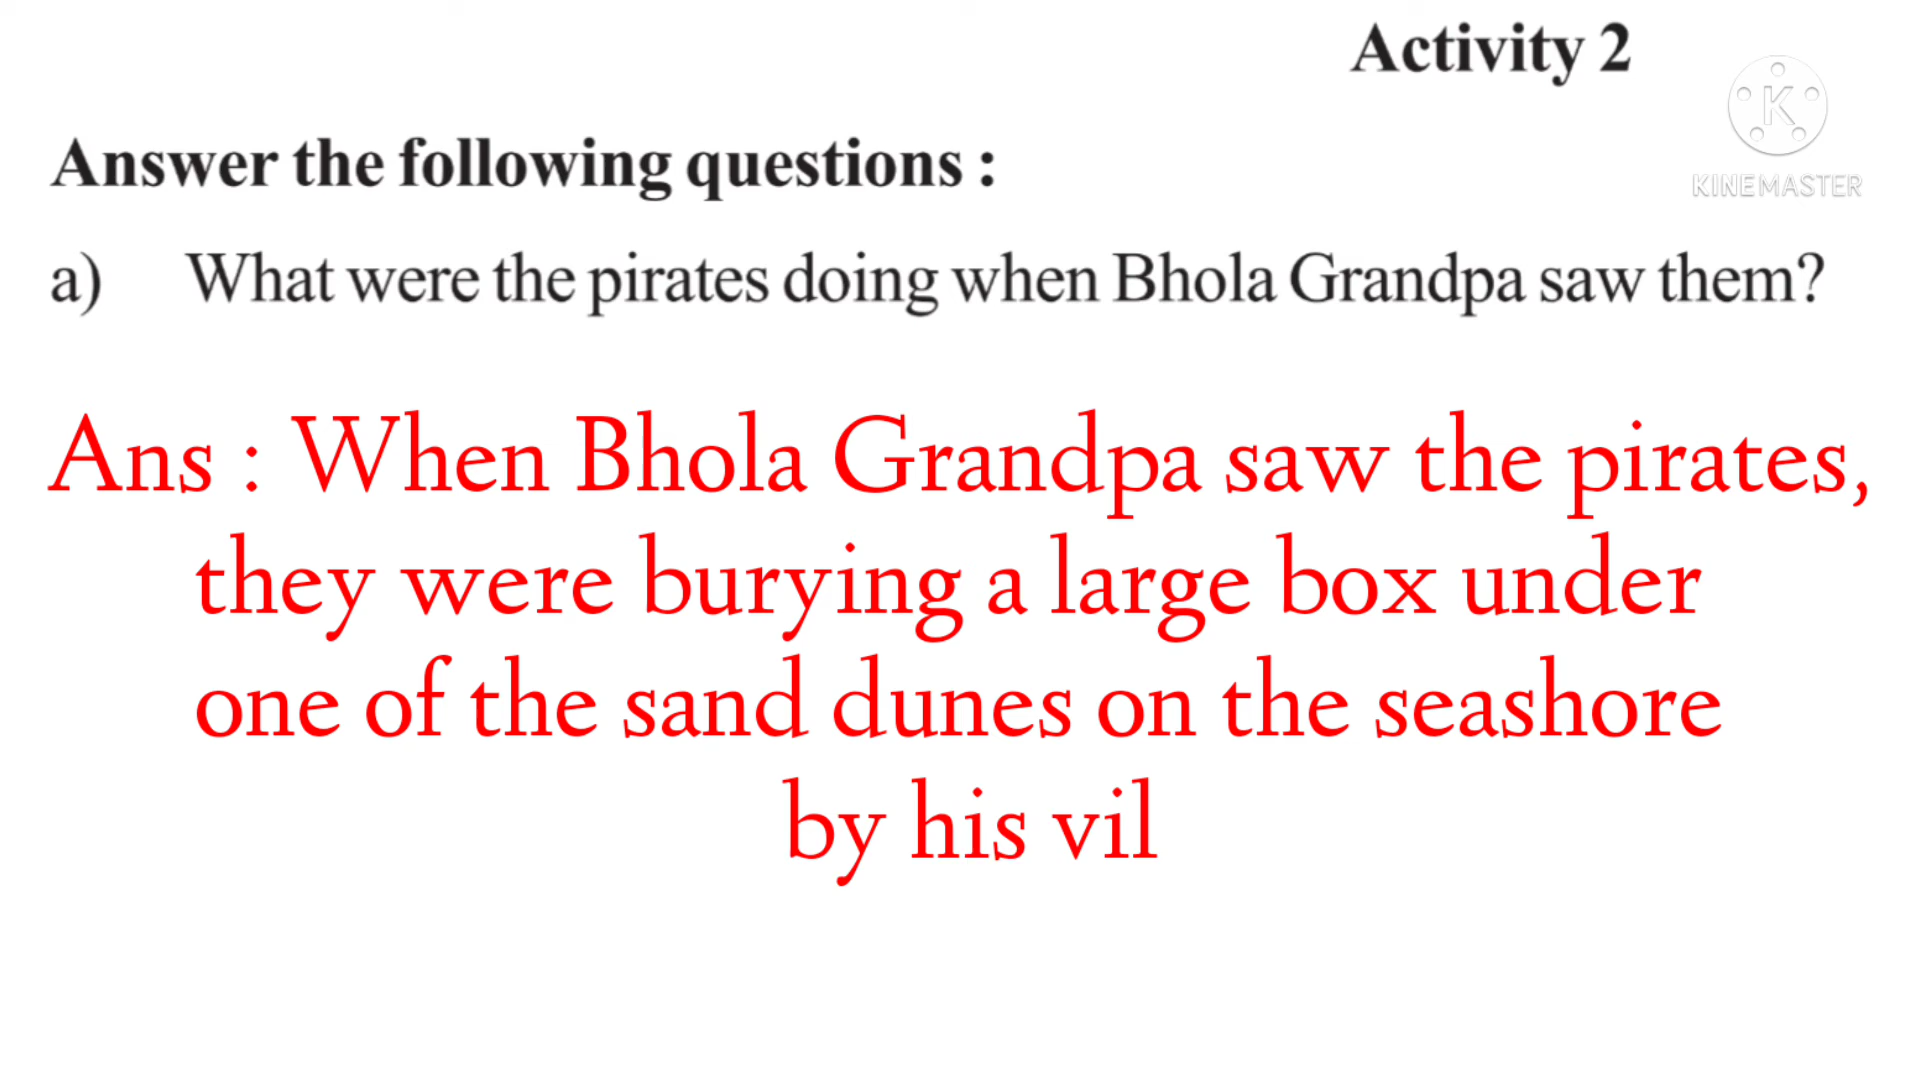 Activity 2
KINEMASTER
Answer the following questions :
a) What were the pirates doing when Bhola Grandpa saw them?
Ans : When Bhola Grandpa saw the pirates,
they were burying a large box under
one of the sand dunes on the seashore
by his vil